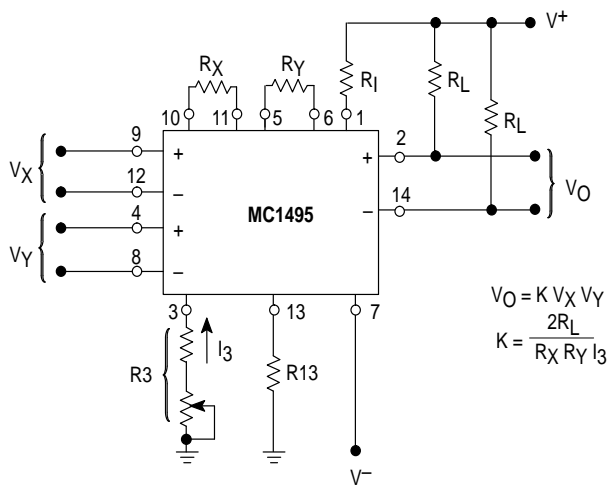 V+
RX RY RI RL
RL
10 11 5 6 1
9 + + 2
VX
12 − − 14
VO
4 +
VY
8 −
MC1495
3 13 7
I3
R3
R13
V−
VO = K VX VY
K = 2RL / RX RY I3